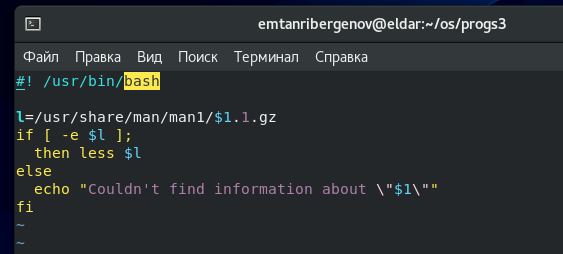 emtanribergenov@eldar:~/os/progs3
Файл Правка Вид Поиск Терминал Справка
#! /usr/bin/bash
l=/usr/share/man/man1/$1.1.gz
if [ -e $l ];
  then less $l
else
  echo "Couldn't find information about \"$1\""
fi
~
~